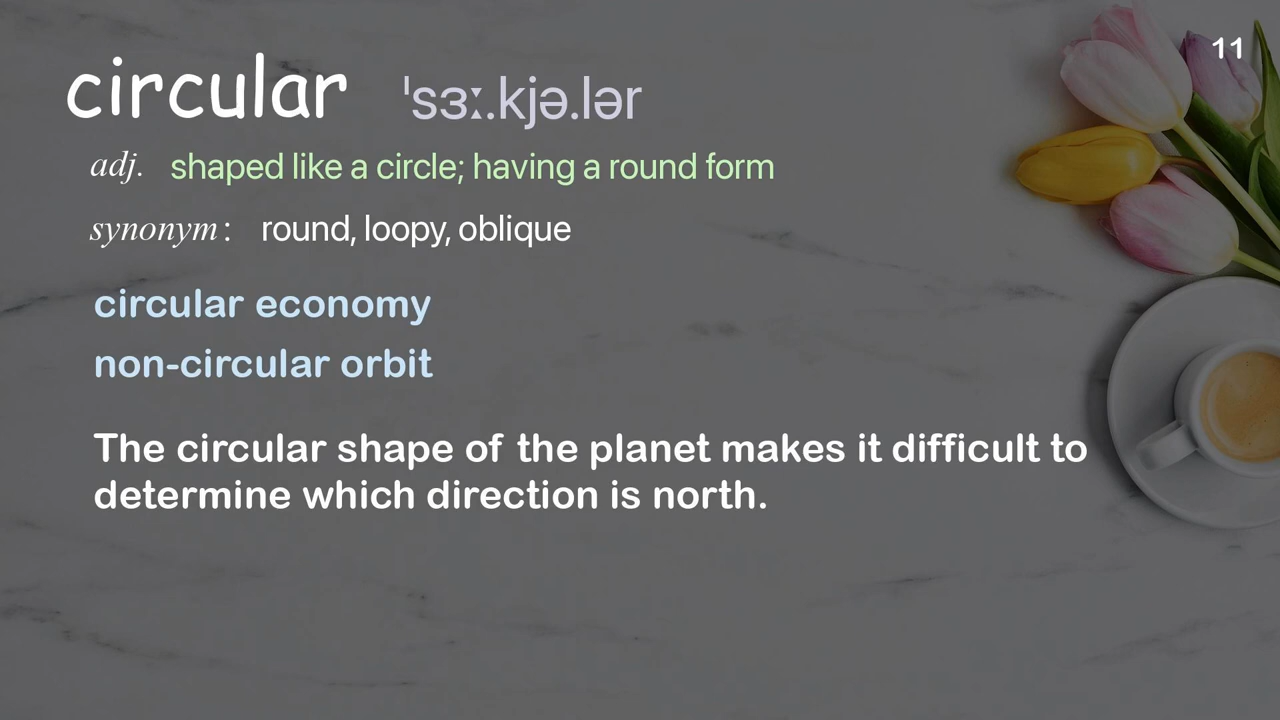 11
circular ˈsɜː.kjə.lər
adj. shaped like a circle; having a round form
synonym: round, loopy, oblique
circular economy
non-circular orbit
The circular shape of the planet makes it difficult to
determine which direction is north.